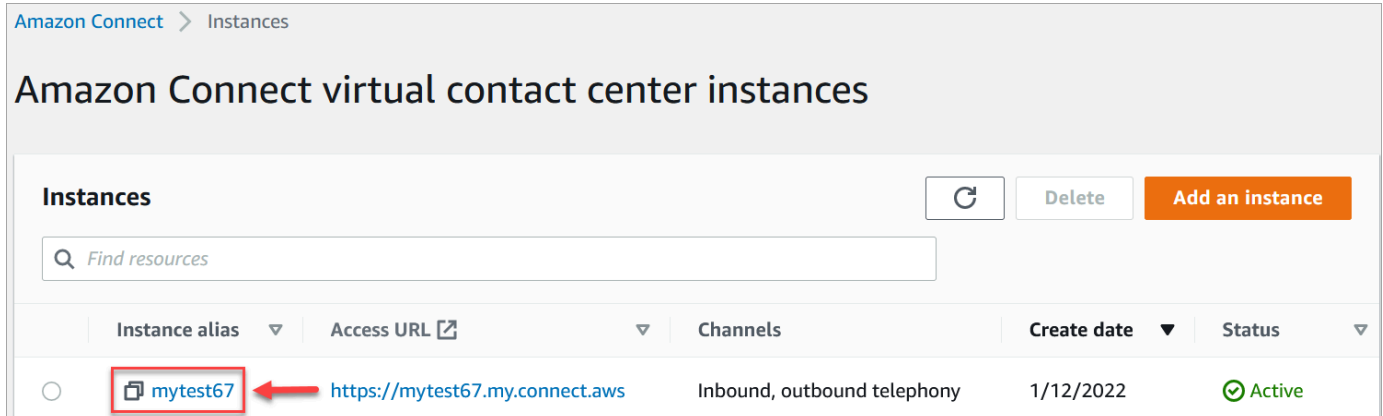 Amazon Connect Instances
Amazon Connect virtual contact center instances
Instances Delete Add an instance
Find resources
Instance alias Access URL Channels Create date Status
mytest67 https://mytest67.my.connect.aws Inbound, outbound telephony 1/12/2022 Active